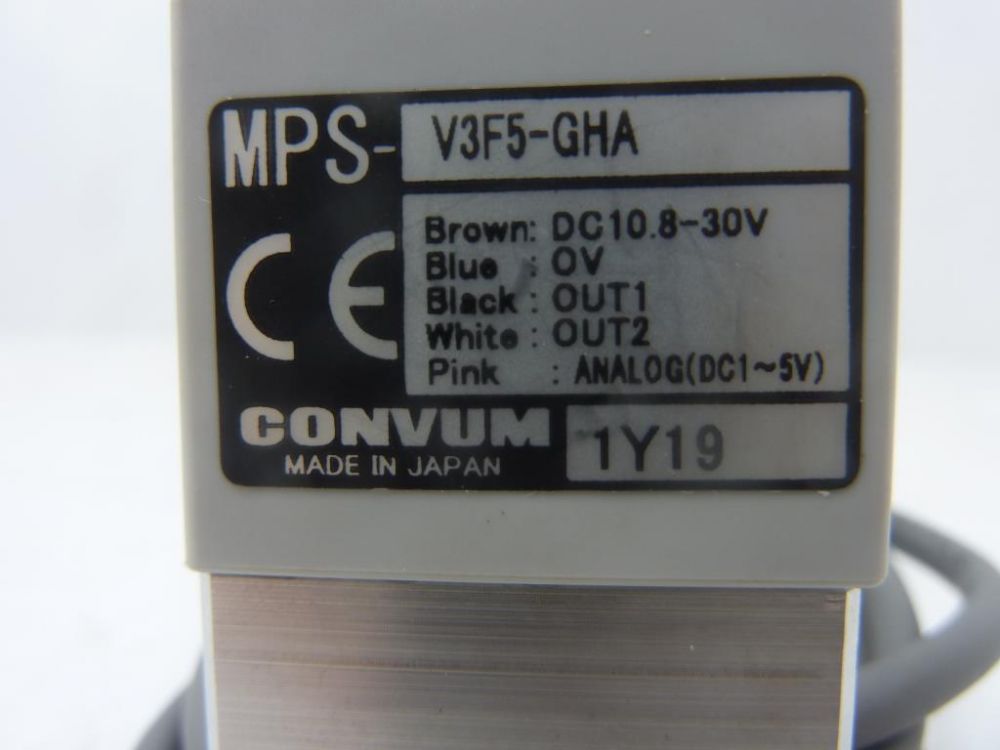 MPS- V3F5-GHA
Brown: DC10.8-30V
Blue : 0V
Black : OUT1
White : OUT2
Pink : ANALOG(DC1~5V)
CE
CONVUM
MADE IN JAPAN
1Y19